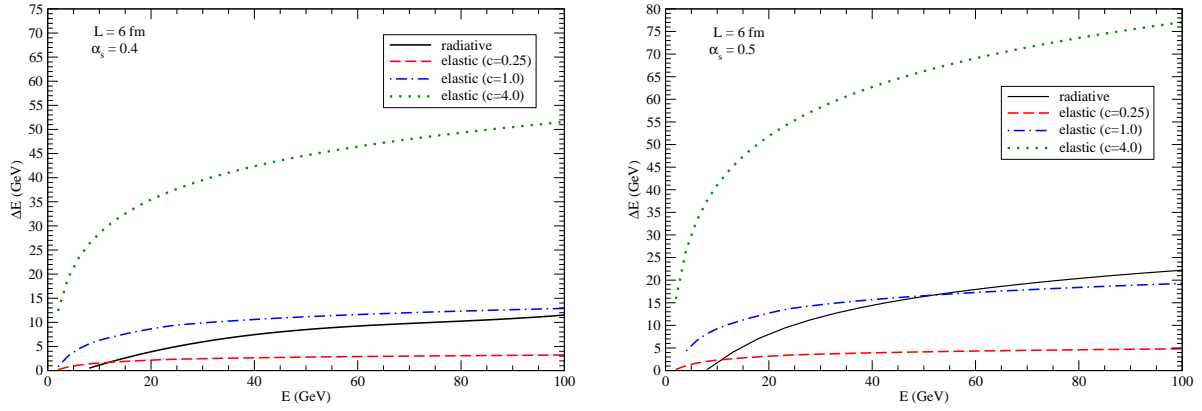 75
70
65
60
55
50
45
40
35
30
25
20
15
10
5
0
ΔE (GeV)
L = 6 fm
αs = 0.4
radiative
elastic (c=0.25)
elastic (c=1.0)
elastic (c=4.0)
0 20 40 60 80 100
E (GeV)
80
75
70
65
60
55
50
45
40
35
30
25
20
15
10
5
0
ΔE (GeV)
L = 6 fm
αs = 0.5
radiative
elastic (c=0.25)
elastic (c=1.0)
elastic (c=4.0)
0 20 40 60 80 100
E (GeV)